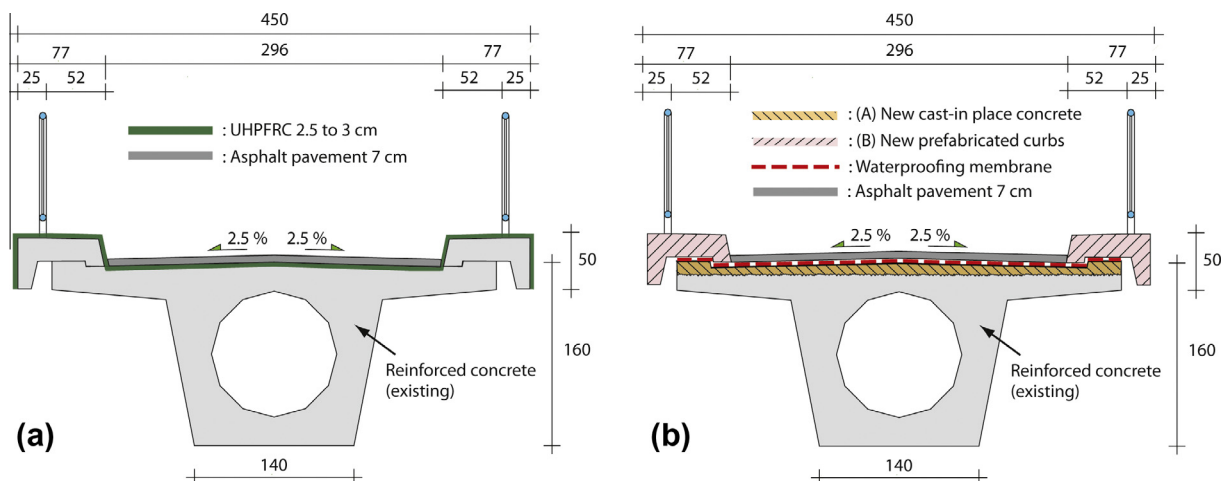 450
77 296 77
25 52 52 25
: UHPFRC 2.5 to 3 cm
: Asphalt pavement 7 cm
2.5 % 2.5 %
50
160
Reinforced concrete
(existing)
(a)
140
450
77 296 77
25 52 52 25
: (A) New cast-in place concrete
: (B) New prefabricated curbs
: Waterproofing membrane
: Asphalt pavement 7 cm
2.5 % 2.5 %
50
160
Reinforced concrete
(existing)
(b)
140